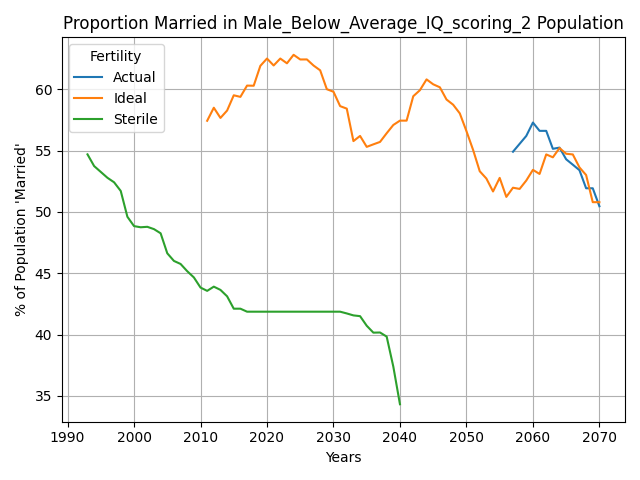 Proportion Married in Male_Below_Average_IQ_scoring_2 Population
Fertility
Actual
Ideal
Sterile
% of Population 'Married'
60
55
50
45
40
35
1990 2000 2010 2020 2030 2040 2050 2060 2070
Years